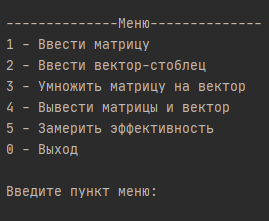 --------------Меню--------------
1 - Ввести матрицу
2 - Ввести вектор-стоблец
3 - Умножить матрицу на вектор
4 - Вывести матрицы и вектор
5 - Замерить эффективность
0 - Выход
Введите пункт меню: